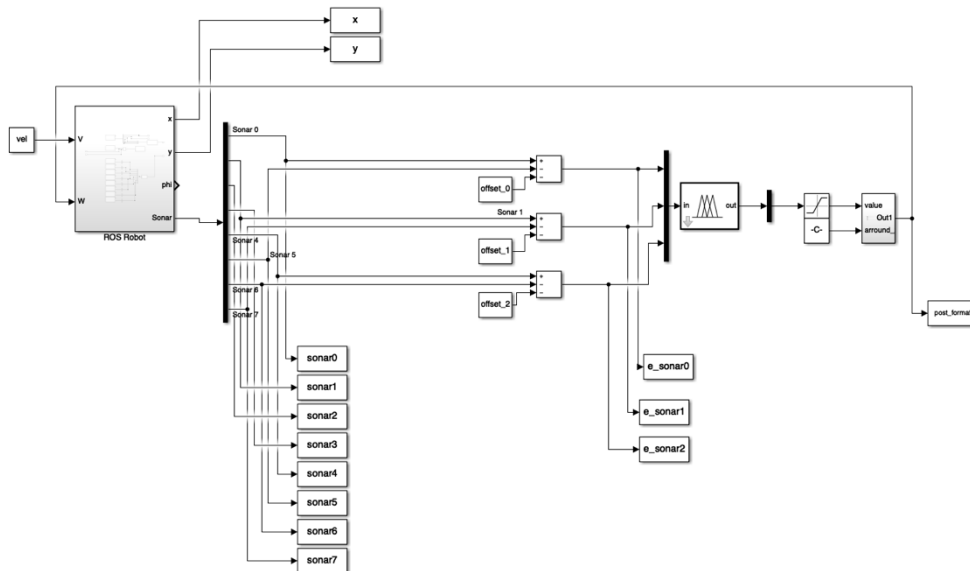 x
y
vel
V
W
x
y
phi
Sonar
ROS Robot
Sonar 0
Sonar 1
Sonar 4
Sonar 5
Sonar 6
Sonar 7
offset_0
offset_1
offset_2
+
−
−
+
−
−
+
−
−
in
out
-C-
value
Out1
arround_
post_format
sonar0
sonar1
sonar2
sonar3
sonar4
sonar5
sonar6
sonar7
e_sonar0
e_sonar1
e_sonar2